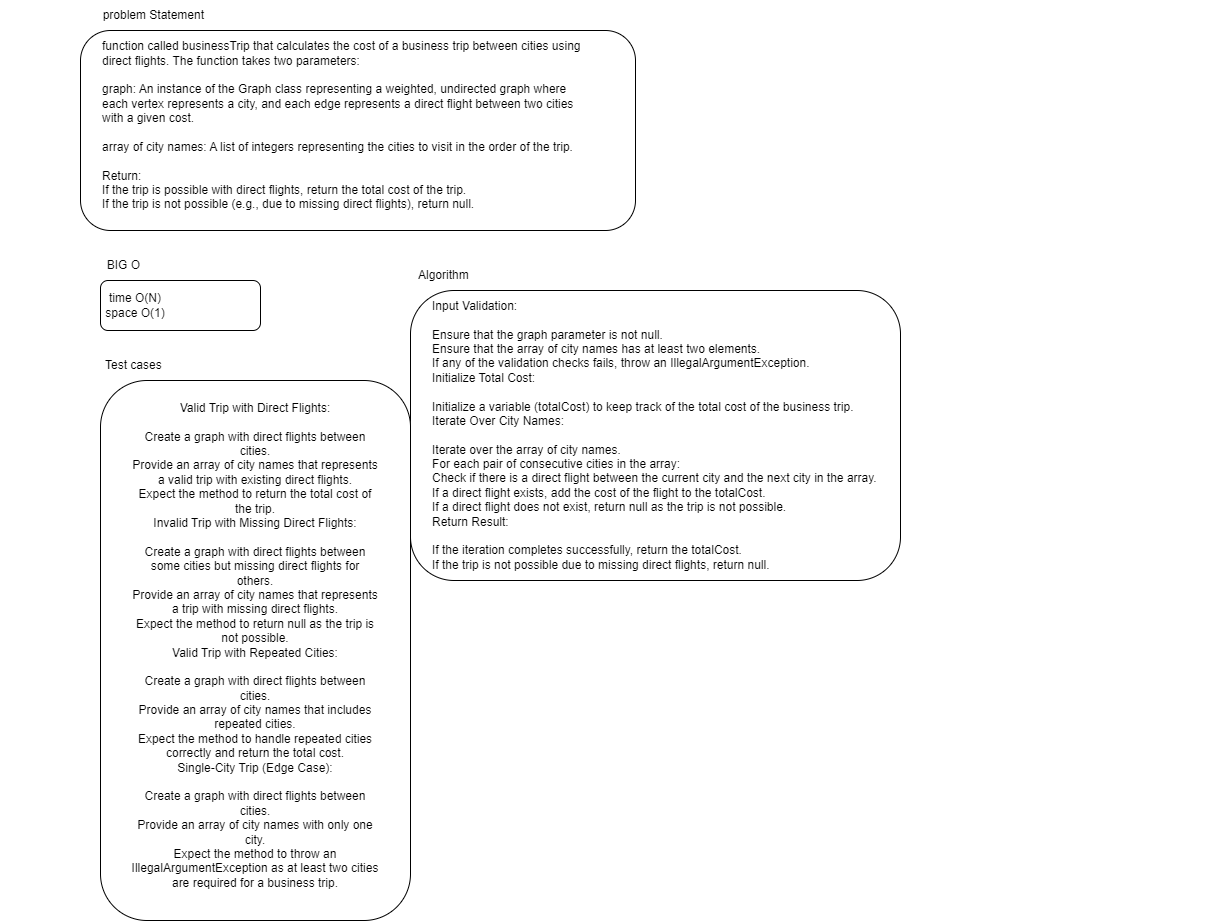 problem Statement
function called businessTrip that calculates the cost of a business trip between cities using
direct flights. The function takes two parameters:
graph: An instance of the Graph class representing a weighted, undirected graph where
each vertex represents a city, and each edge represents a direct flight between two cities
with a given cost.
array of city names: A list of integers representing the cities to visit in the order of the trip.
Return:
If the trip is possible with direct flights, return the total cost of the trip.
If the trip is not possible (e.g., due to missing direct flights), return null.
BIG O
time O(N)
space O(1)
Algorithm
Input Validation:
Ensure that the graph parameter is not null.
Ensure that the array of city names has at least two elements.
If any of the validation checks fails, throw an IllegalArgumentException.
Initialize Total Cost:
Initialize a variable (totalCost) to keep track of the total cost of the business trip.
Iterate Over City Names:
Iterate over the array of city names.
For each pair of consecutive cities in the array:
Check if there is a direct flight between the current city and the next city in the array.
If a direct flight exists, add the cost of the flight to the totalCost.
If a direct flight does not exist, return null as the trip is not possible.
Return Result:
If the iteration completes successfully, return the totalCost.
If the trip is not possible due to missing direct flights, return null.
Test cases
Valid Trip with Direct Flights:
Create a graph with direct flights between
cities.
Provide an array of city names that represents
a valid trip with existing direct flights.
Expect the method to return the total cost of
the trip.
Invalid Trip with Missing Direct Flights:
Create a graph with direct flights between
some cities but missing direct flights for
others.
Provide an array of city names that represents
a trip with missing direct flights.
Expect the method to return null as the trip is
not possible.
Valid Trip with Repeated Cities:
Create a graph with direct flights between
cities.
Provide an array of city names that includes
repeated cities.
Expect the method to handle repeated cities
correctly and return the total cost.
Single-City Trip (Edge Case):
Create a graph with direct flights between
cities.
Provide an array of city names with only one
city.
Expect the method to throw an
IllegalArgumentException as at least two cities
are required for a business trip.